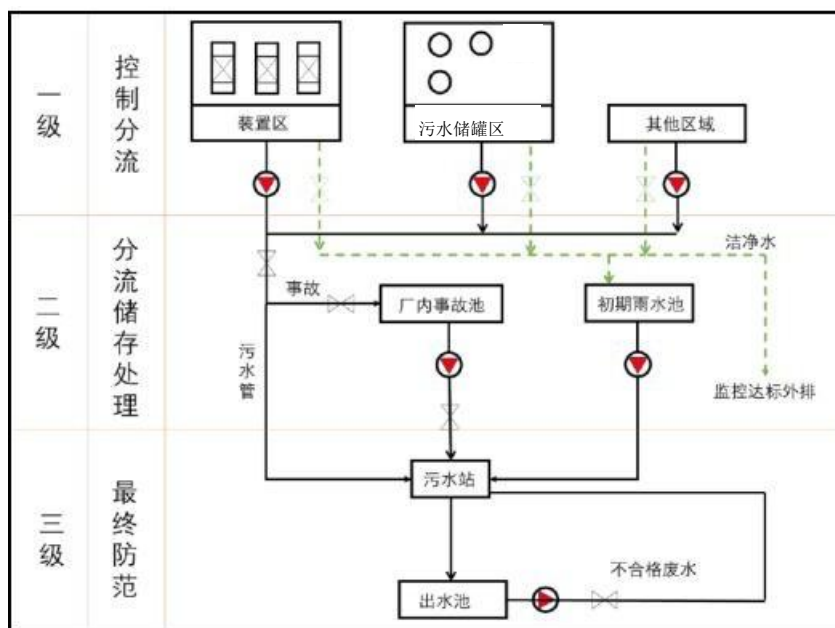 一级
控制分流
装置区
污水储罐区
其他区域
二级
分流储存处理
洁净水
事故
厂内事故池
初期雨水池
污水管
监控达标外排
三级
最终防范
污水站
不合格废水
出水池